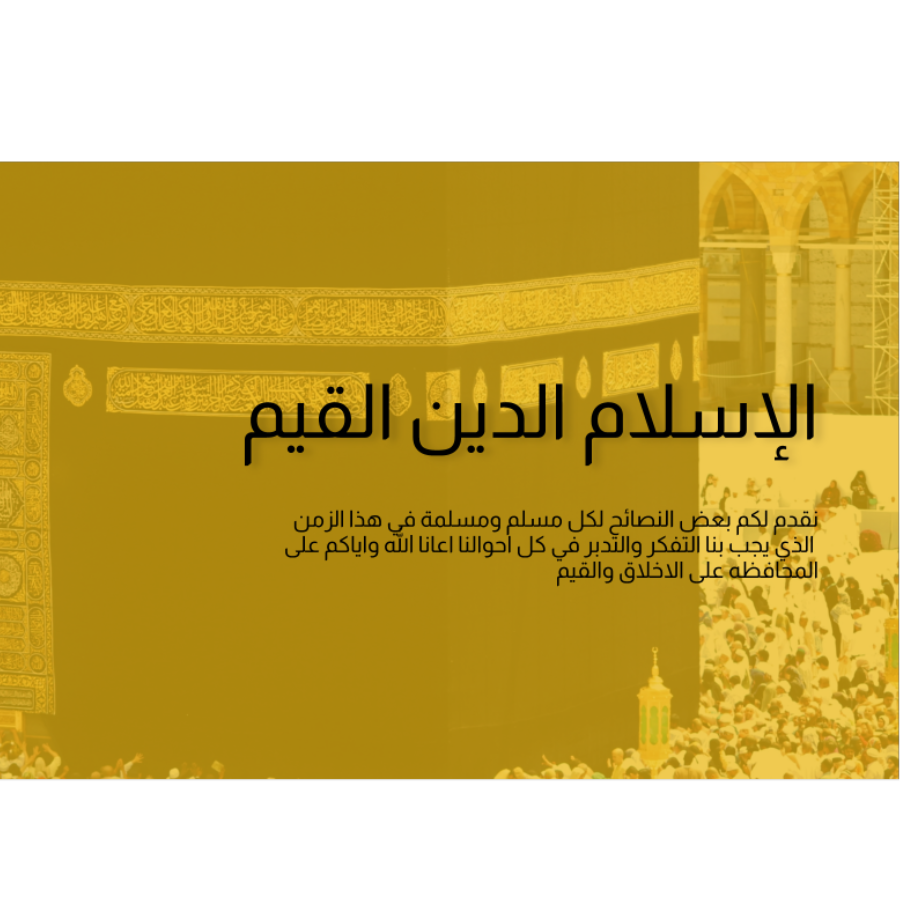 الإسلام الدين القيم
نقدم لكم بعض النصائح لكل مسلم ومسلمة في هذا الزمن
الذي يجب بنا التفكر والتدبر في كل احوالنا اعانا الله واياكم على
المحافظه على الاخلاق والقيم